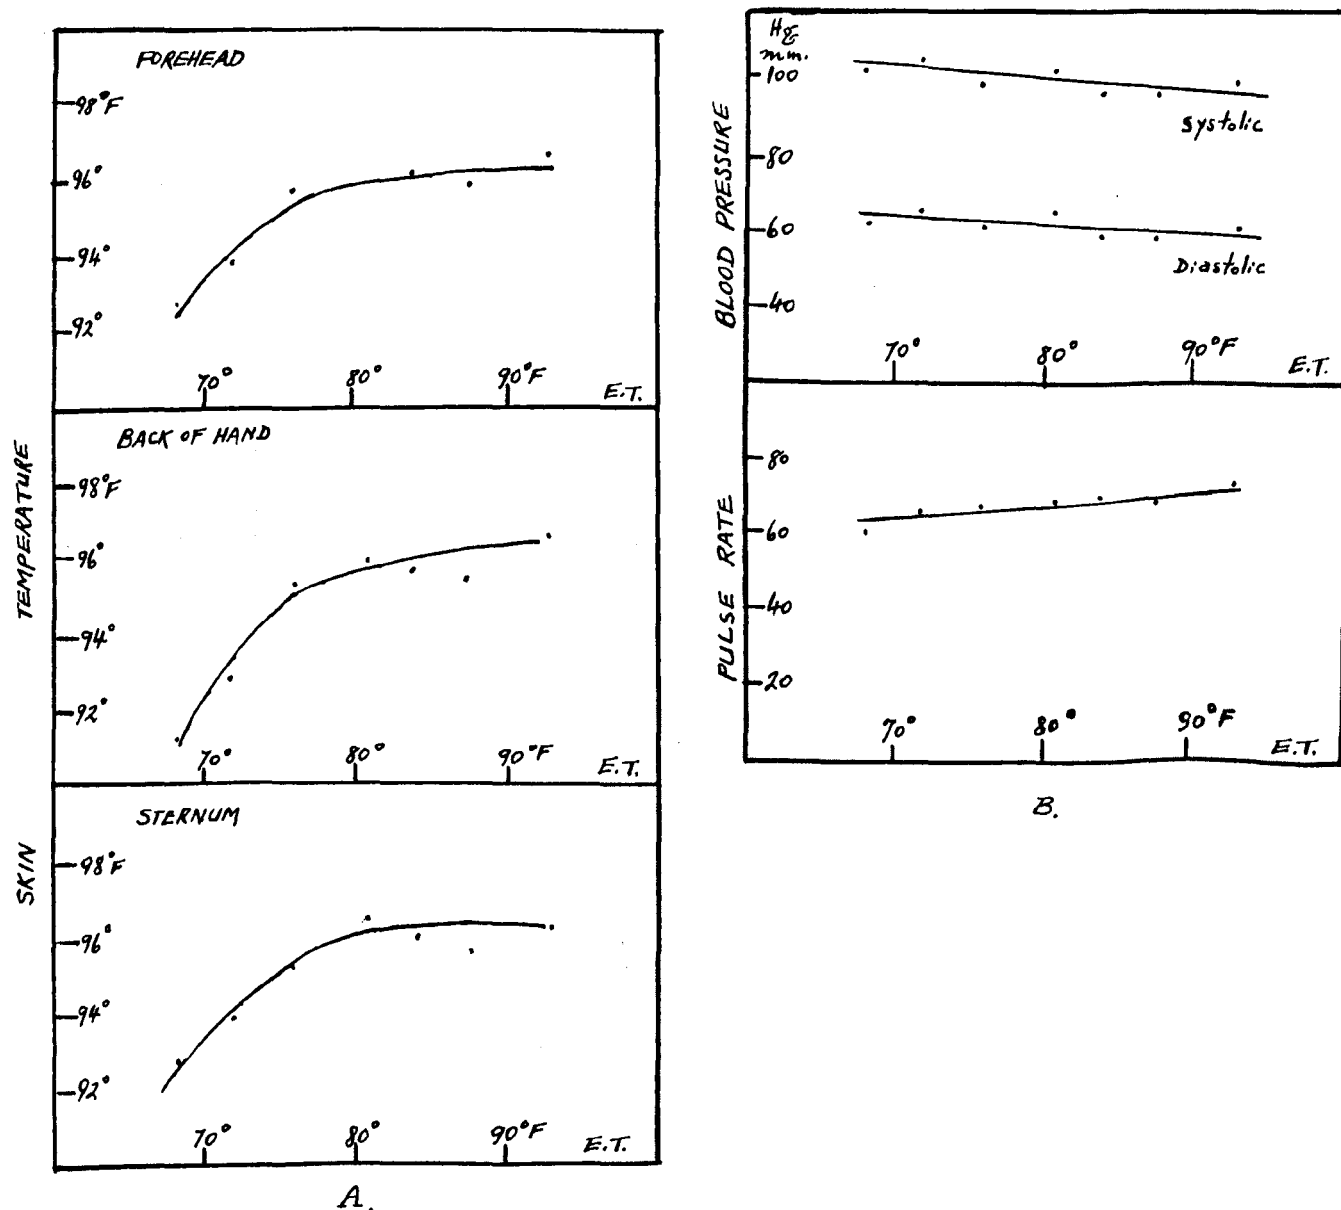 FOREHEAD
98°F
96°
94°
92°
70° 80° 90°F E.T.
BACK OF HAND
98°F
96°
94°
92°
70° 80° 90°F E.T.
STERNUM
98°F
96°
94°
92°
70° 80° 90°F E.T.
SKIN TEMPERATURE
A.
Hg
mm.
100
Systolic
80
60
Diastolic
40
70° 80° 90°F E.T.
BLOOD PRESSURE
80
60
40
20
70° 80° 90°F E.T.
PULSE RATE
B.